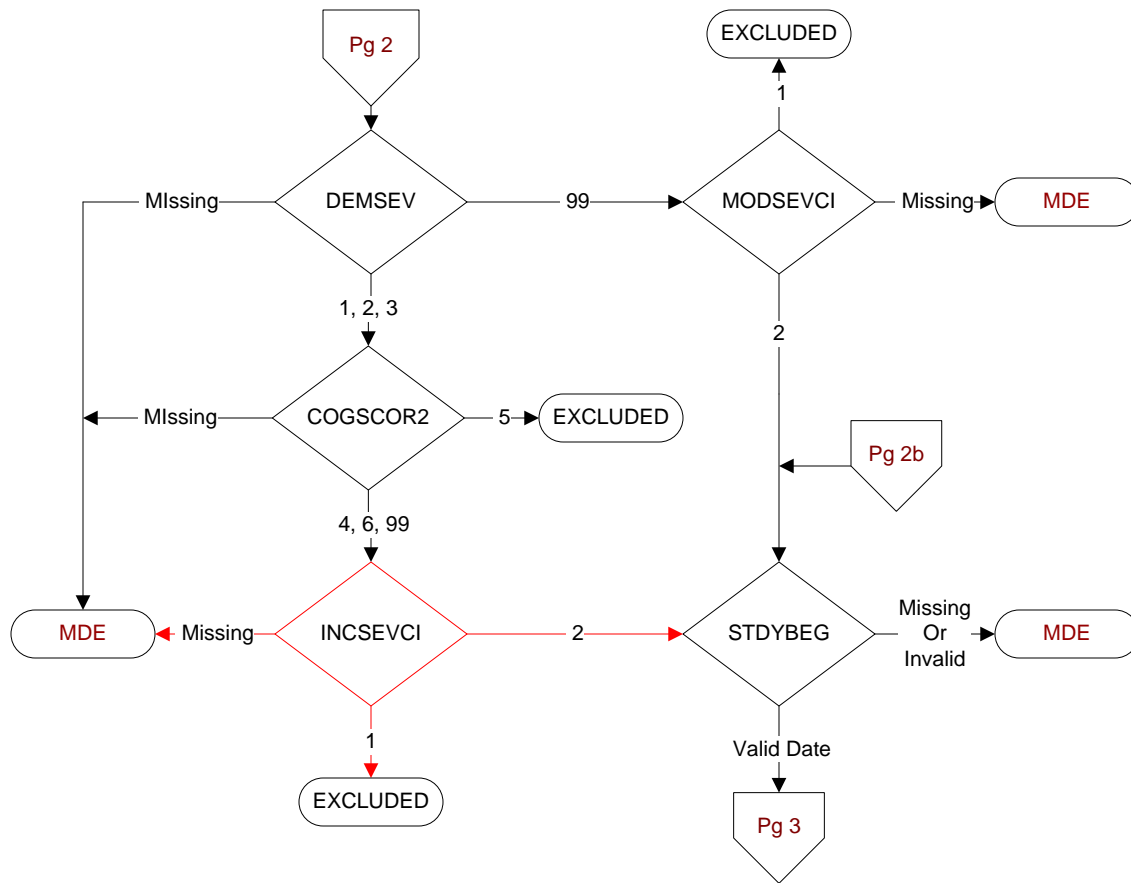 Pg 2
EXCLUDED
1
MIssing
DEMSEV
99
MODSEVCI
Missing
MDE
1, 2, 3
2
MIssing
COGSCOR2
5
EXCLUDED
Pg 2b
4, 6, 99
MDE
Missing
INCSEVCI
2
STDYBEG
Missing
Or
Invalid
MDE
1
Valid Date
EXCLUDED
Pg 3